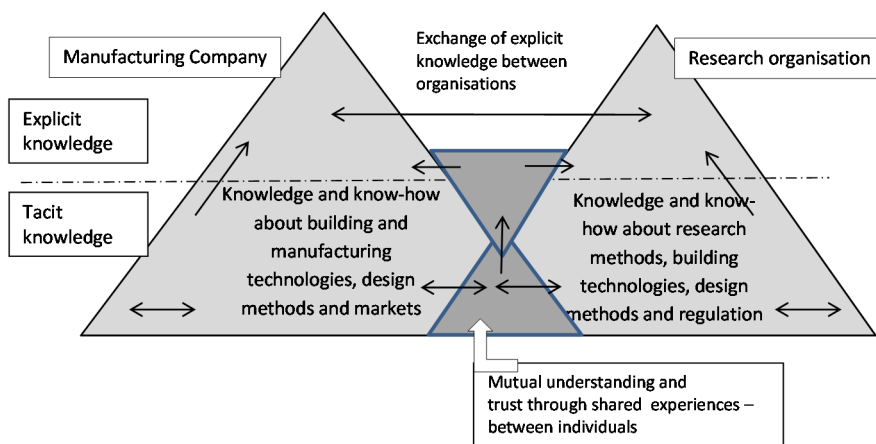 Manufacturing Company
Exchange of explicit
knowledge between
organisations
Research organisation
Explicit
knowledge
Tacit
knowledge
Knowledge and know-how
about building and
manufacturing
technologies, design
methods and markets
Knowledge and know-
how about research
methods, building
technologies, design
methods and regulation
Mutual understanding and
trust through shared experiences –
between individuals